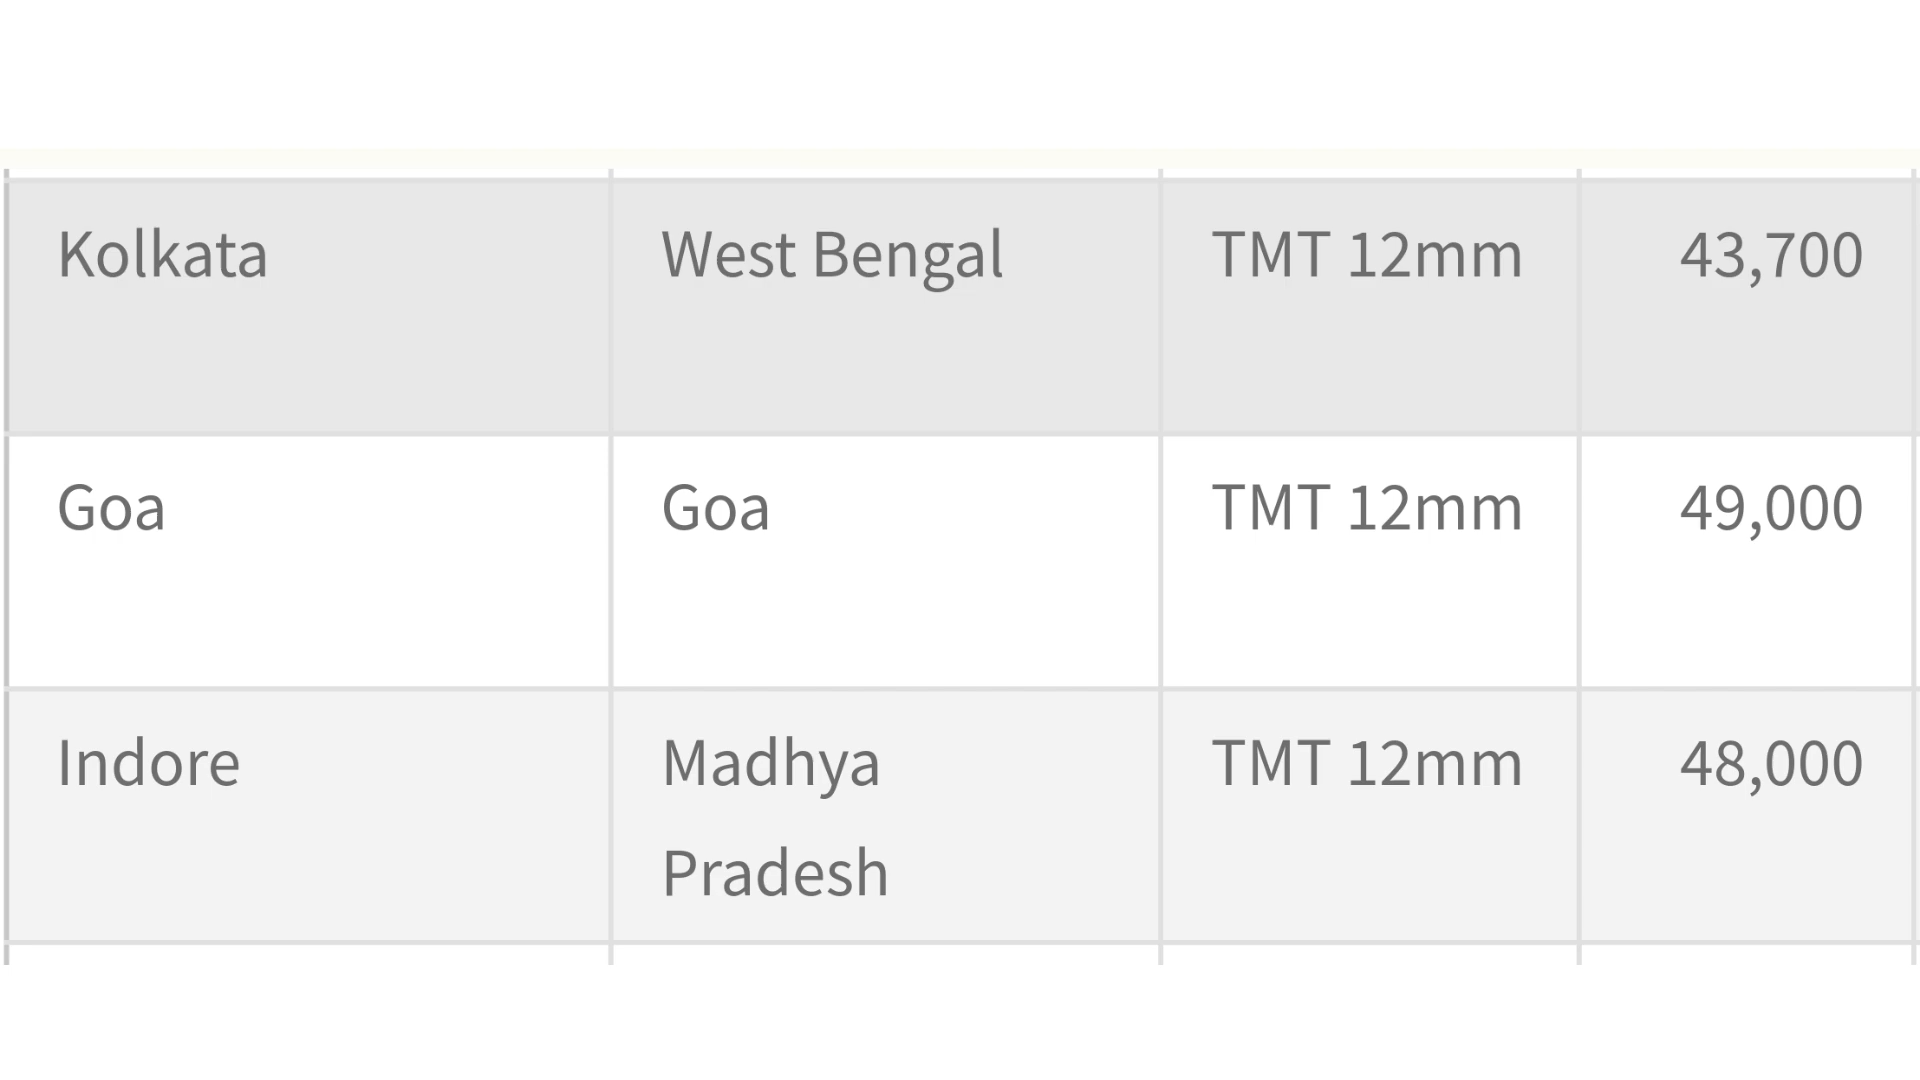 Kolkata West Bengal TMT 12mm 43,700
Goa Goa TMT 12mm 49,000
Indore Madhya TMT 12mm 48,000
Pradesh